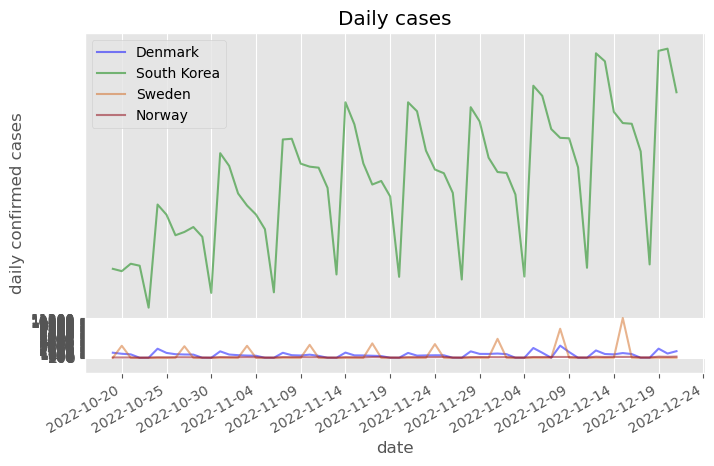 Daily cases
Denmark
South Korea
Sweden
Norway
daily confirmed cases
2022-10-20
2022-10-25
2022-10-30
2022-11-04
2022-11-09
2022-11-14
2022-11-19
2022-11-24
2022-11-29
2022-12-04
2022-12-09
2022-12-14
2022-12-19
2022-12-24
date